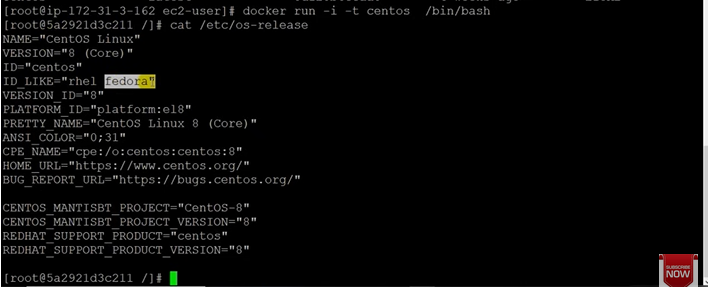 [root@ip-172-31-3-162 ec2-user]# docker run -i -t centos  /bin/bash
[root@5a2921d3c211 /]# cat /etc/os-release
NAME="CentOS Linux"
VERSION="8 (Core)"
ID="centos"
ID_LIKE="rhel fedora"
VERSION_ID="8"
PLATFORM_ID="platform:el8"
PRETTY_NAME="CentOS Linux 8 (Core)"
ANSI_COLOR="0;31"
CPE_NAME="cpe:/o:centos:centos:8"
HOME_URL="https://www.centos.org/"
BUG_REPORT_URL="https://bugs.centos.org/"
CENTOS_MANTISBT_PROJECT="CentOS-8"
CENTOS_MANTISBT_PROJECT_VERSION="8"
REDHAT_SUPPORT_PRODUCT="centos"
REDHAT_SUPPORT_PRODUCT_VERSION="8"
[root@5a2921d3c211 /]#
SUBSCRIBE
NOW